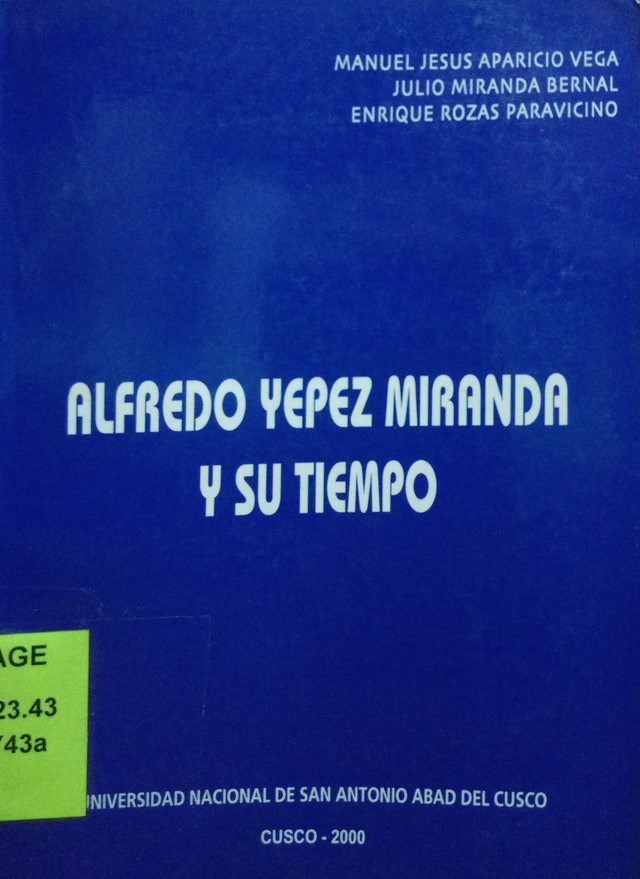 MANUEL JESUS APARICIO VEGA
JULIO MIRANDA BERNAL
ENRIQUE ROZAS PARAVICINO
ALFREDO YEPEZ MIRANDA
Y SU TIEMPO
AGE
23.43
Y43a
UNIVERSIDAD NACIONAL DE SAN ANTONIO ABAD DEL CUSCO
CUSCO - 2000